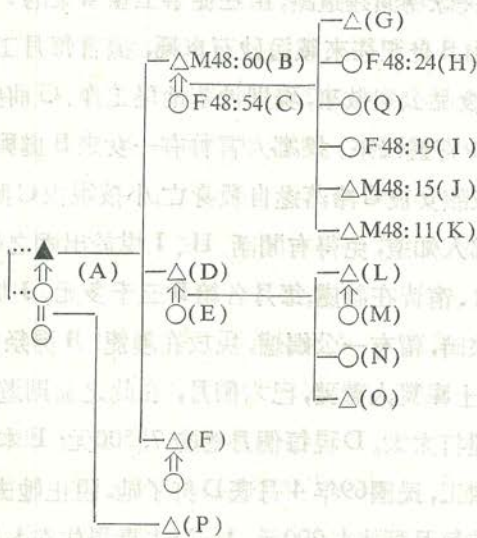 △(G)
△M48:60(B)
○F48:24(H)
○F48:54(C)
○(Q)
○F48:19(I)
△M48:15(J)
△M48:11(K)
▲(A)
△(D)
△(L)
○(E)
○(M)
○(N)
△(O)
△(F)
○
△(P)